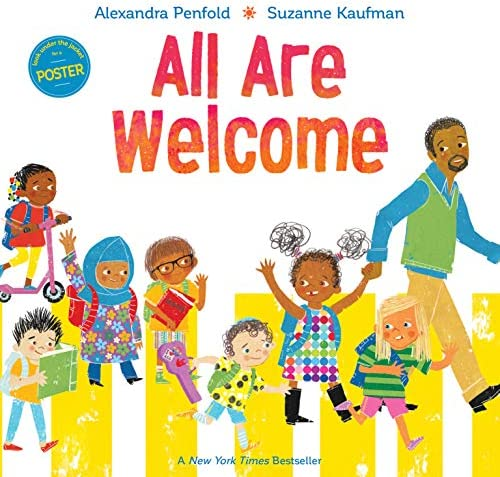 Alexandra Penfold ☀ Suzanne Kaufman
look under the jacket
for a
POSTER
All Are
Welcome
A New York Times Bestseller